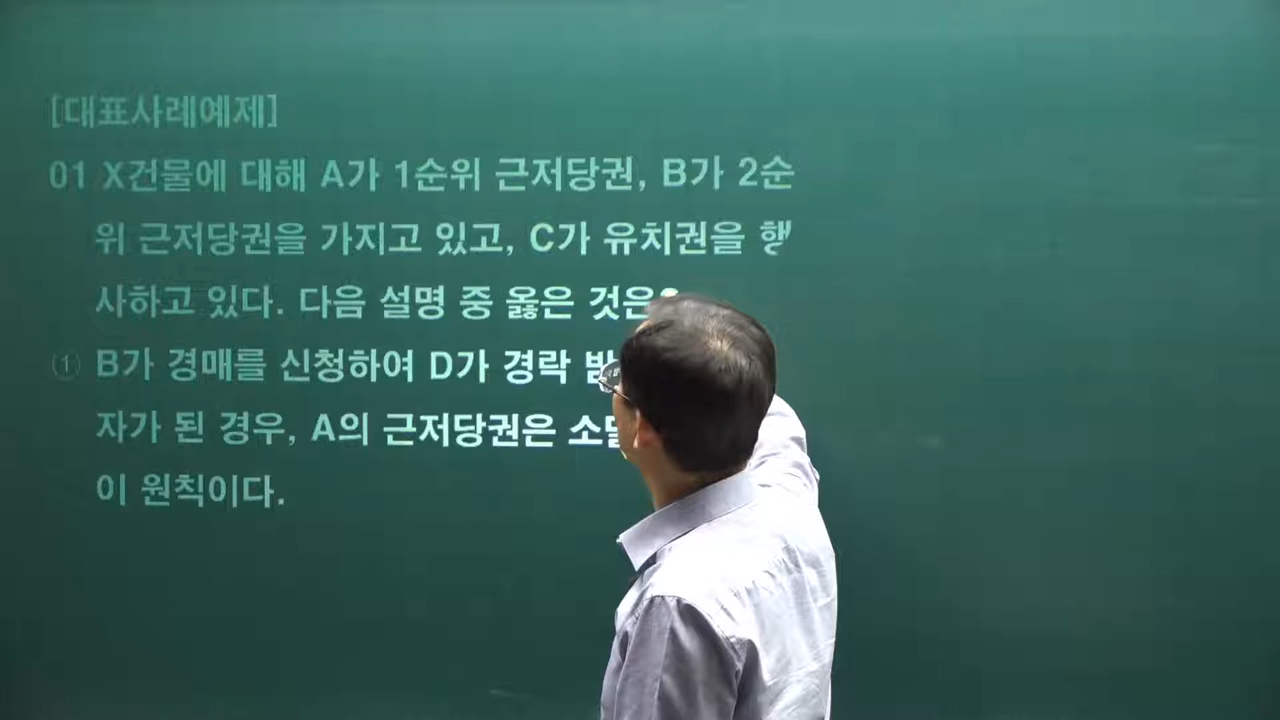 [대표사례예제]
01 X건물에 대해 A가 1순위 근저당권, B가 2순
위 근저당권을 가지고 있고, C가 유치권을 행
사하고 있다. 다음 설명 중 옳은 것은?
① B가 경매를 신청하여 D가 경락
자가 된 경우, A의 근저당권은
이 원칙이다.